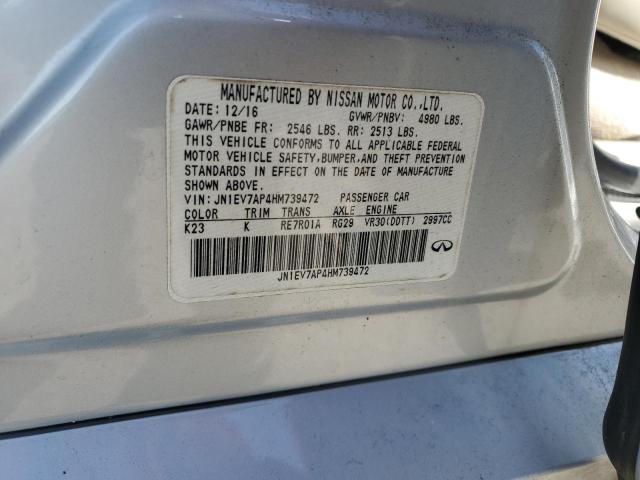 MANUFACTURED BY NISSAN MOTOR CO.,LTD.
DATE: 12/16 GVWR/PNBV: 4980 LBS.
GAWR/PNBE FR: 2546 LBS. RR: 2513 LBS.
THIS VEHICLE CONFORMS TO ALL APPLICABLE FEDERAL
MOTOR VEHICLE SAFETY, BUMPER, AND THEFT PREVENTION
STANDARDS IN EFFECT ON THE DATE OF MANUFACTURE
SHOWN ABOVE.
VIN: JN1EV7AP4HM739472 PASSENGER CAR
COLOR TRIM TRANS AXLE ENGINE
K23 K RE7R01A RG29 VR30(DDTT) 2997CC
JN1EV7AP4HM739472